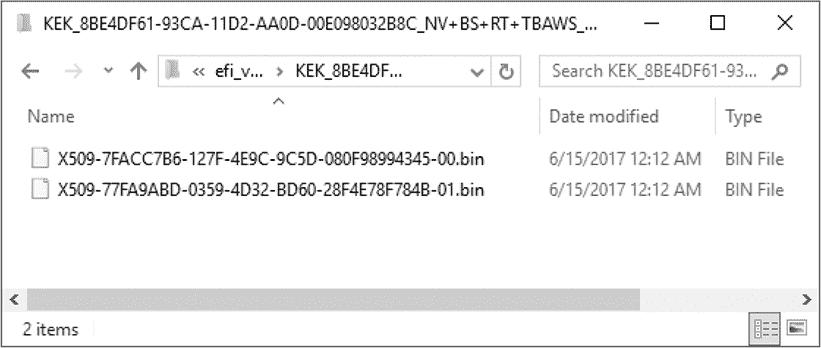 KEK_8BE4DF61-93CA-11D2-AA0D-00E098032B8C_NV+BS+RT+TBAWS_...
« efi_v... > KEK_8BE4DF... Search KEK_8BE4DF61-93...
Name Date modified Type
X509-7FACC7B6-127F-4E9C-9C5D-080F98994345-00.bin 6/15/2017 12:12 AM BIN File
X509-77FA9ABD-0359-4D32-BD60-28F4E78F784B-01.bin 6/15/2017 12:12 AM BIN File
2 items